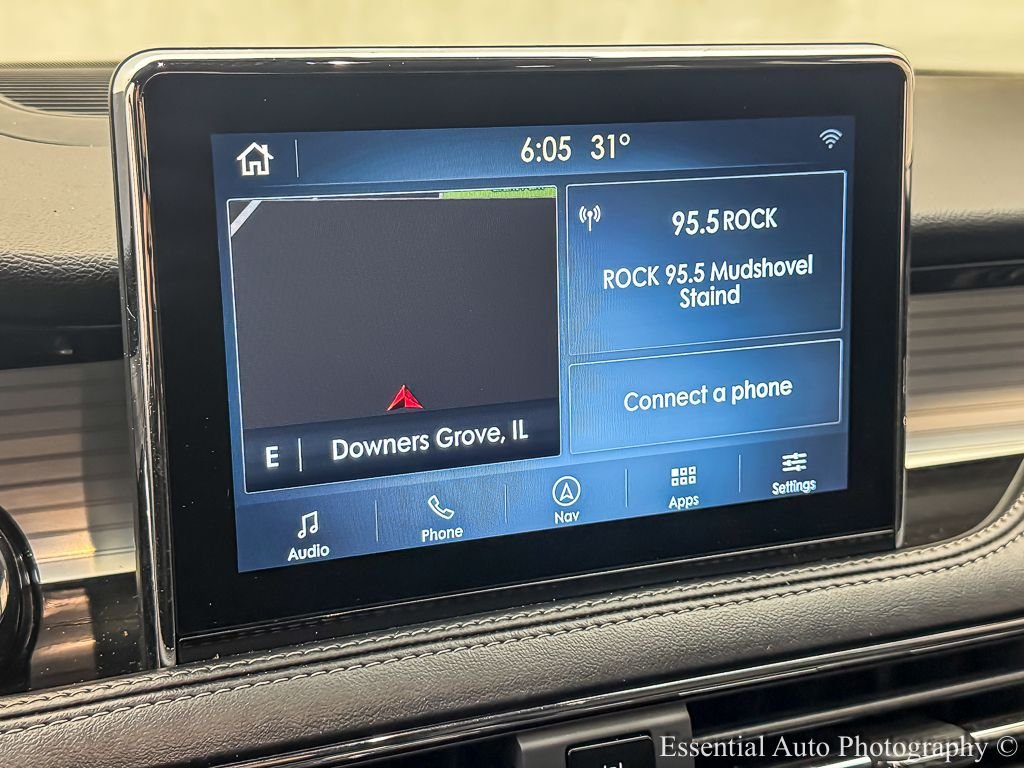 6:05 31°
95.5 ROCK
ROCK 95.5 Mudshovel
Staind
Connect a phone
E Downers Grove, IL
Audio
Phone
Nav
Apps
Settings
Essential Auto Photography ©